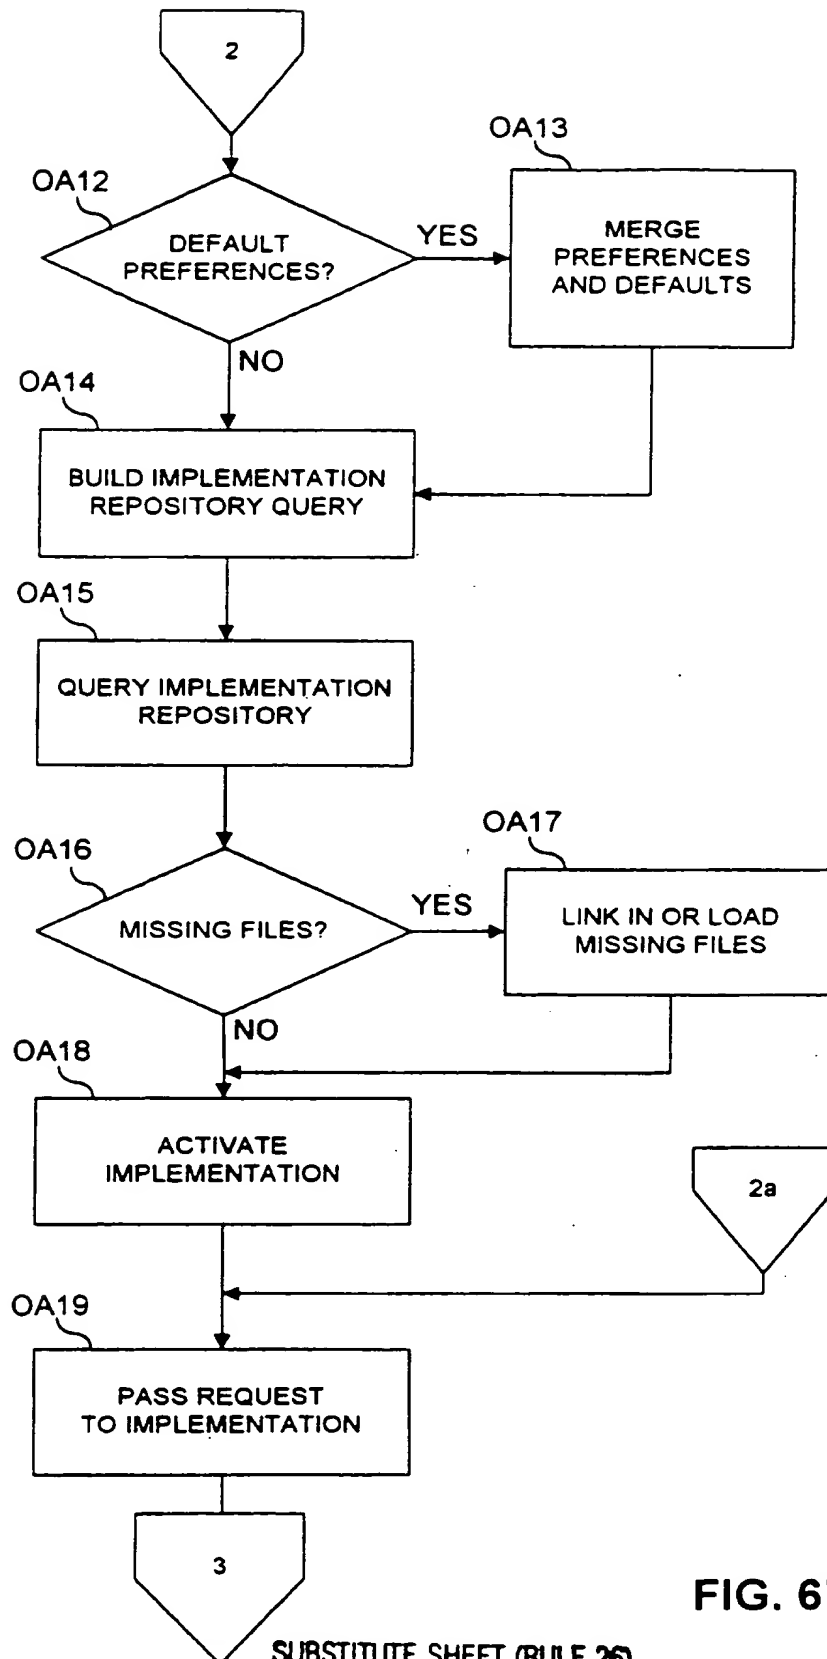 2
OA13
OA12
DEFAULT
PREFERENCES?
YES
MERGE
PREFERENCES
AND DEFAULTS
NO
OA14
BUILD IMPLEMENTATION
REPOSITORY QUERY
OA15
QUERY IMPLEMENTATION
REPOSITORY
OA17
OA16
MISSING FILES?
YES
LINK IN OR LOAD
MISSING FILES
NO
OA18
ACTIVATE
IMPLEMENTATION
2a
OA19
PASS REQUEST
TO IMPLEMENTATION
3
FIG.
SUBSTITUTE SHEET (RULE 26)